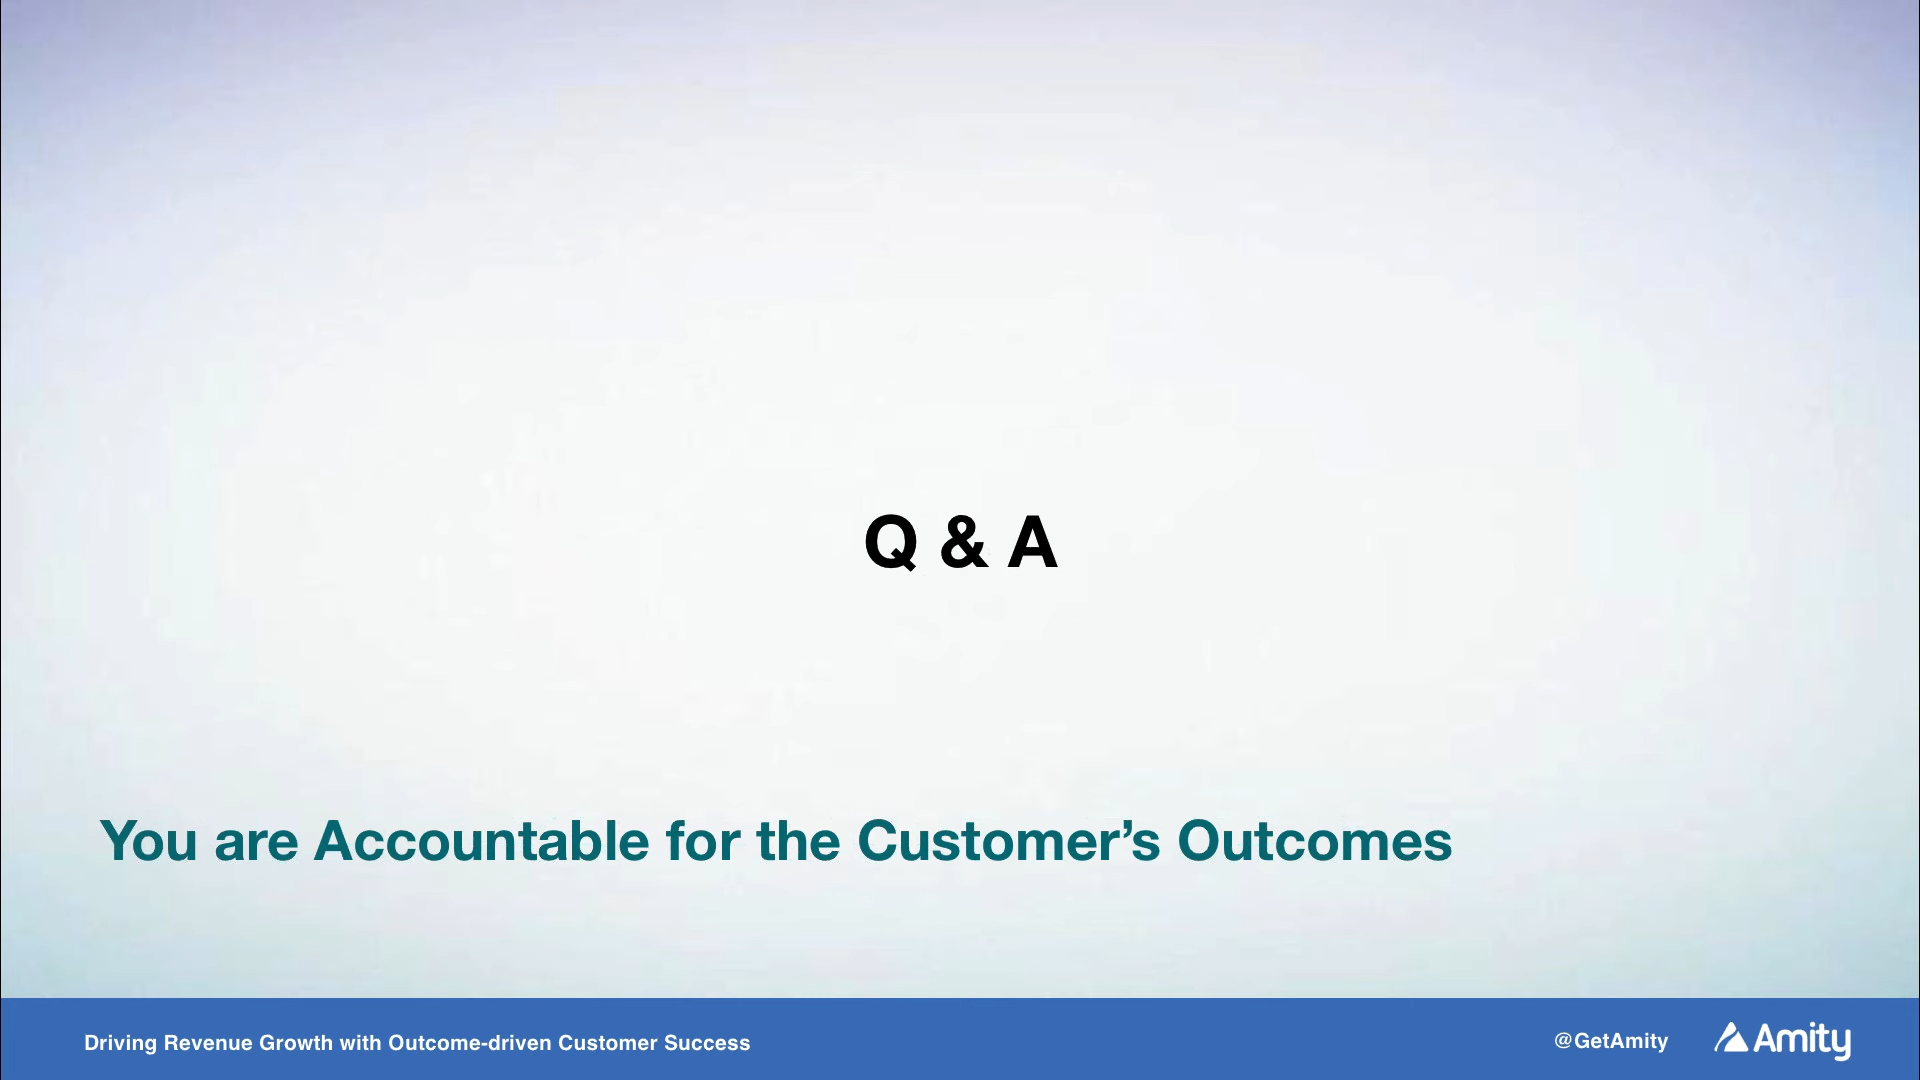 Q & A
You are Accountable for the Customer’s Outcomes
Driving Revenue Growth with Outcome-driven Customer Success
@GetAmity
Amity